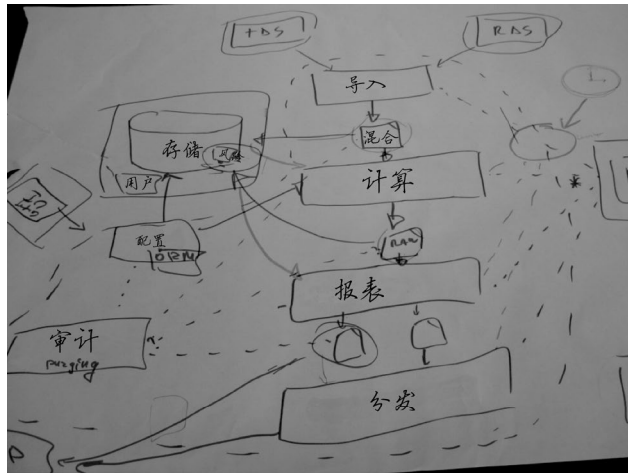 TDS
RDS
导入
混合
存储
风险
用户
计算
配置
ORM
报表
审计
purging
分发